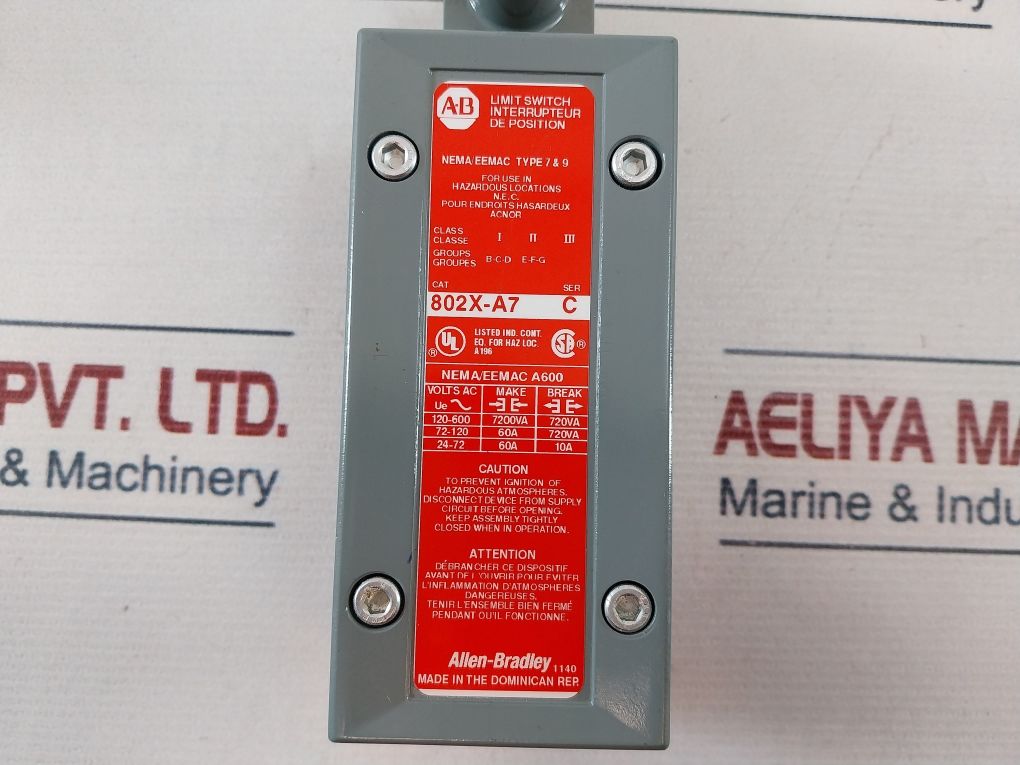 A-B
LIMIT SWITCH
INTERRUPTEUR
DE POSITION
NEMA/EEMAC TYPE 7 & 9
FOR USE IN
HAZARDOUS LOCATIONS
N.E.C.
POUR ENDROITS HASARDEUX
ACNOR
CLASS
CLASSE I II III
GROUPS
GROUPES B-C-D E-F-G
CAT SER
802X-A7 C
UL ® LISTED IND. CONT.
EQ. FOR HAZ LOC.
A196
SA ®
NEMA/EEMAC A600
VOLTS AC MAKE BREAK
Ue
120-600 7200VA 720VA
72-120 60A 720VA
24-72 60A 10A
CAUTION
TO PREVENT IGNITION OF
HAZARDOUS ATMOSPHERES.
DISCONNECT DEVICE FROM SUPPLY
CIRCUIT BEFORE OPENING.
KEEP ASSEMBLY TIGHTLY
CLOSED WHEN IN OPERATION.
ATTENTION
DÉBRANCHER CE DISPOSITIF
AVANT DE L'OUVRIR POUR EVITER
L'INFLAMMATION D'ATMOSPHERES
DANGEREUSES.
TENIR L'ENSEMBLE BIEN FERMÉ
PENDANT QU'IL FONCTIONNE.
Allen-Bradley 1140
MADE IN THE DOMINICAN REP.
PVT. LTD.
& Machinery
AELIYA MA
Marine & Indu